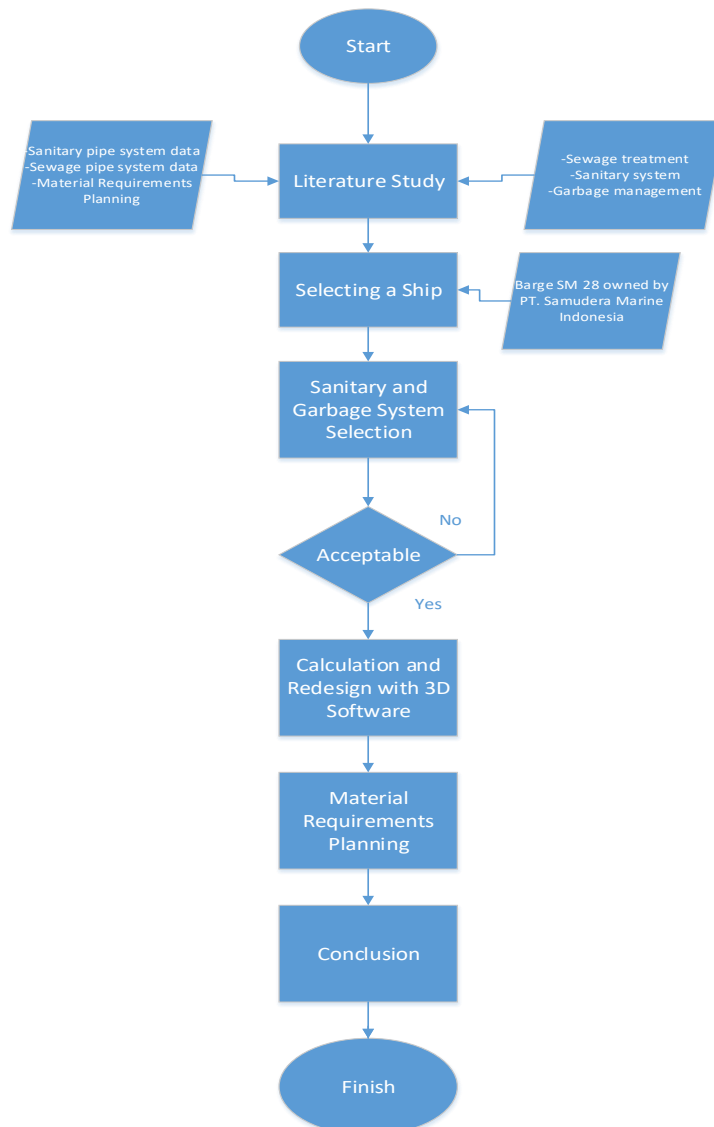 Start
-Sanitary pipe system data
-Sewage pipe system data
-Material Requirements
Planning
Literature Study
-Sewage treatment
-Sanitary system
-Garbage management
Selecting a Ship
Barge SM 28 owned by
PT. Samudera Marine
Indonesia
Sanitary and
Garbage System
Selection
No
Acceptable
Yes
Calculation and
Redesign with 3D
Software
Material
Requirements
Planning
Conclusion
Finish